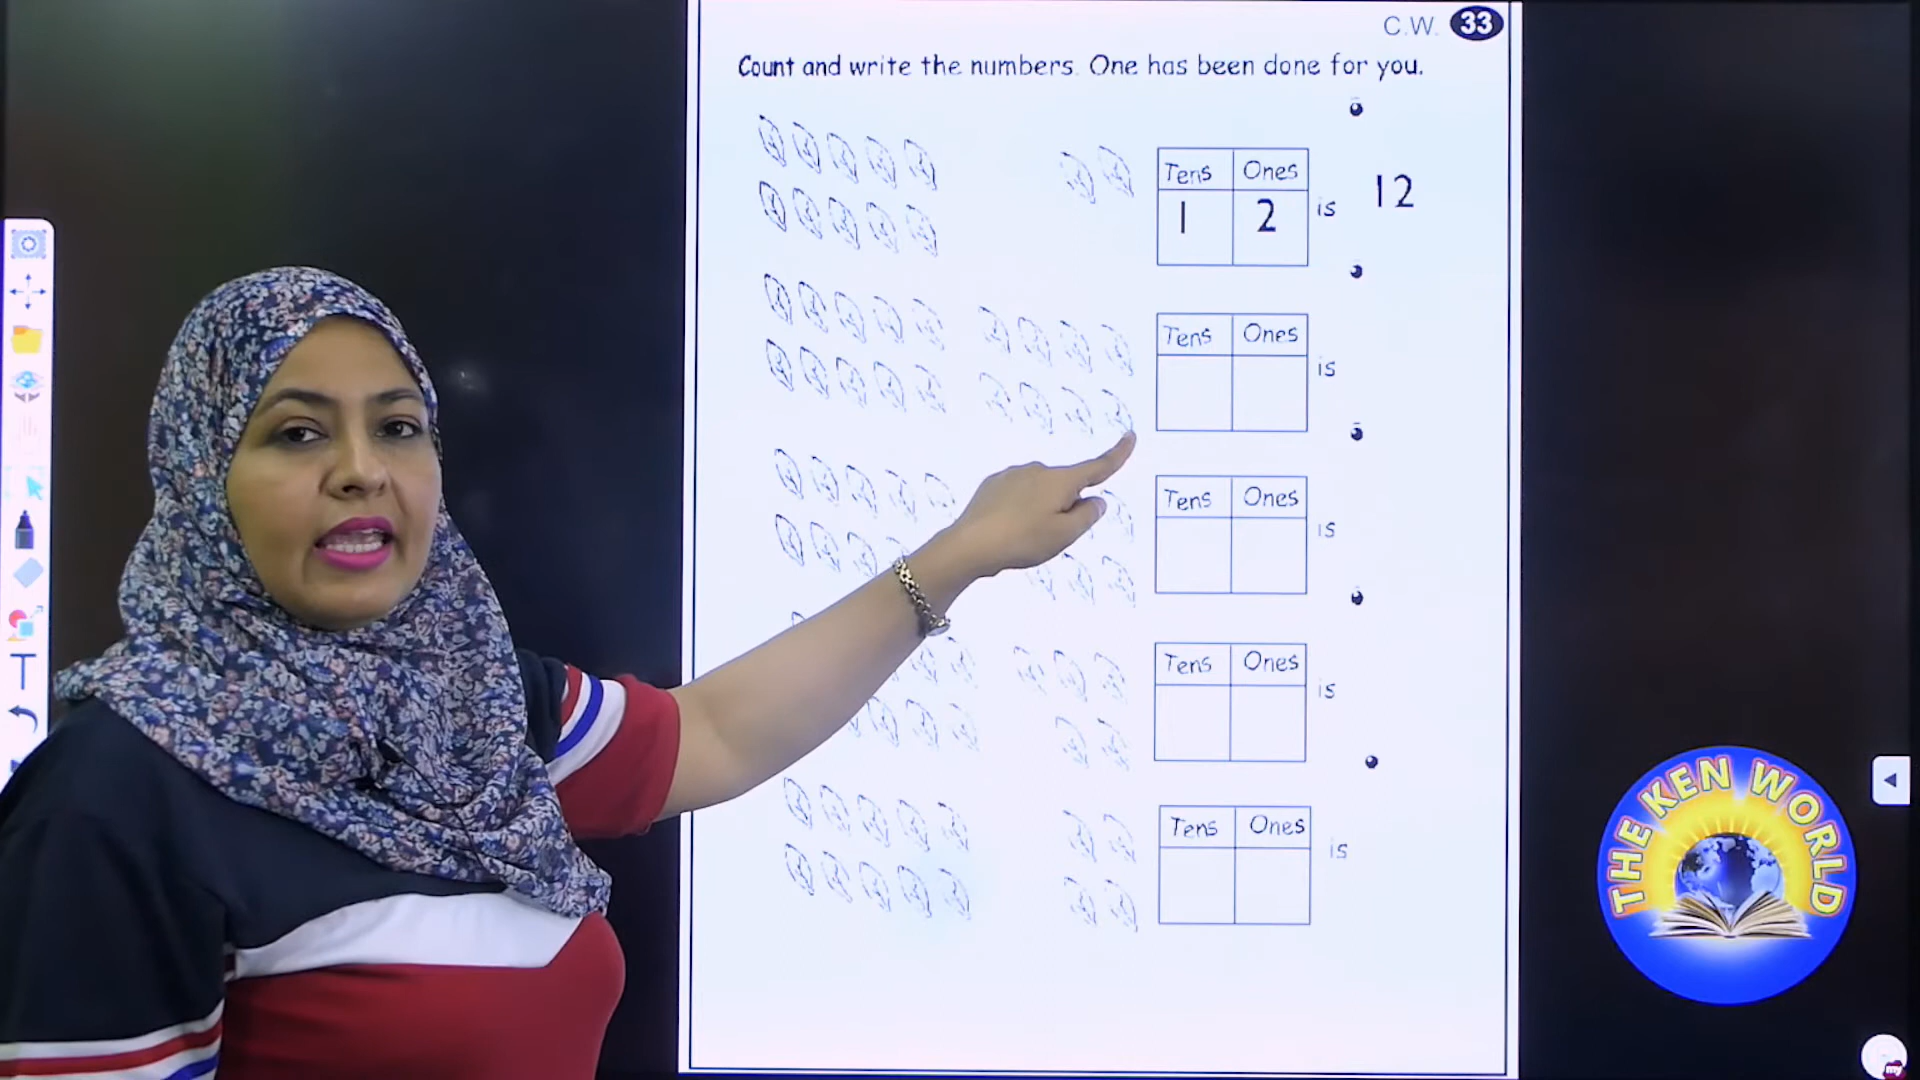 C.W. 33
Count and write the numbers. One has been done for you.
Tens Ones
1 2 is 12
Tens Ones
is
Tens Ones
is
Tens Ones
is
Tens Ones
is
THE KEN WORLD
T
my